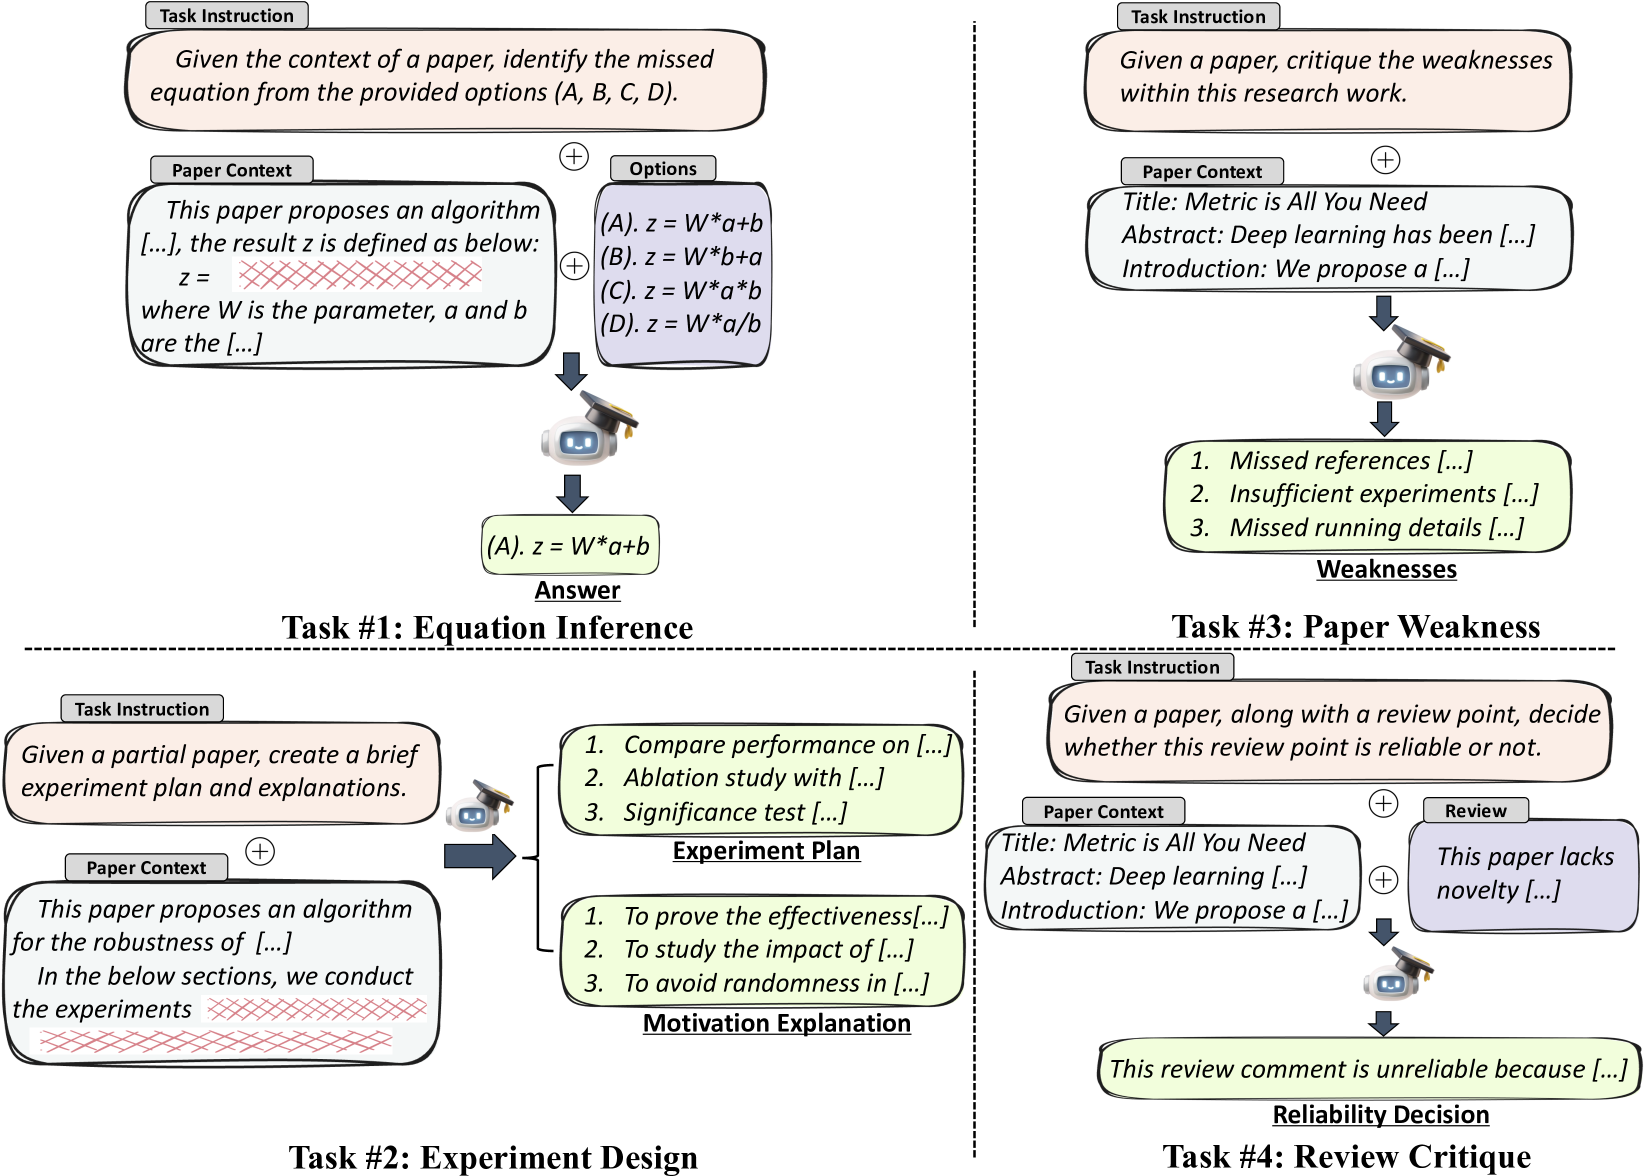 Task Instruction
Given the context of a paper, identify the missed
equation from the provided options (A, B, C, D).
Paper Context
This paper proposes an algorithm
[...], the result z is defined as below:
z =
where W is the parameter, a and b
are the [...]
Options
(A). z = W*a+b
(B). z = W*b+a
(C). z = W*a*b
(D). z = W*a/b
(A). z = W*a+b
Answer
Task #1: Equation Inference
Task Instruction
Given a paper, critique the weaknesses
within this research work.
Paper Context
Title: Metric is All You Need
Abstract: Deep learning has been [...]
Introduction: We propose a [...]
1. Missed references [...]
2. Insufficient experiments [...]
3. Missed running details [...]
Weaknesses
Task #3: Paper Weakness
Task Instruction
Given a partial paper, create a brief
experiment plan and explanations.
Paper Context
This paper proposes an algorithm
for the robustness of [...]
In the below sections, we conduct
the experiments
1. Compare performance on [...]
2. Ablation study with [...]
3. Significance test [...]
Experiment Plan
1. To prove the effectiveness[...]
2. To study the impact of [...]
3. To avoid randomness in [...]
Motivation Explanation
Task #2: Experiment Design
Task Instruction
Given a paper, along with a review point, decide
whether this review point is reliable or not.
Paper Context
Title: Metric is All You Need
Abstract: Deep learning [...]
Introduction: We propose a [...]
Review
This paper lacks
novelty [...]
This review comment is unreliable because [...]
Reliability Decision
Task #4: Review Critique